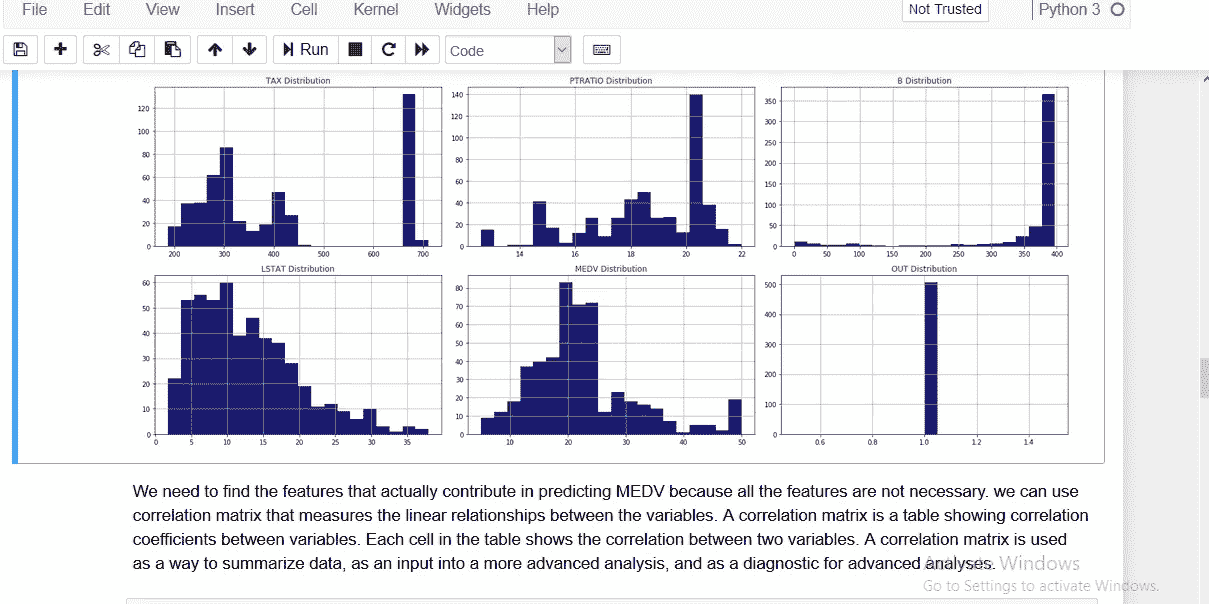 File Edit View Insert Cell Kernel Widgets Help Not Trusted Python 3
Run Code
TAX Distribution PTRATIO Distribution B Distribution
120 100 80 60 40 20 0
200 300 400 500 600 700
140 120 100 80 60 40 20 0
14 16 18 20 22
350 300 250 200 150 100 50 0
0 50 100 150 200 250 300 350 400
LSTAT Distribution MEDV Distribution OUT Distribution
60 50 40 30 20 10 0
0 5 10 15 20 25 30 35
80 70 60 50 40 30 20 10 0
10 20 30 40 50
500 400 300 200 100 0
0.6 0.8 1.0 1.2 1.4
We need to find the features that actually contribute in predicting MEDV because all the features are not necessary. we can use
correlation matrix that measures the linear relationships between the variables. A correlation matrix is a table showing correlation
coefficients between variables. Each cell in the table shows the correlation between two variables. A correlation matrix is used
as a way to summarize data, as an input into a more advanced analysis, and as a diagnostic for advanced analyses.
Activate Windows
Go to Settings to activate Windows.